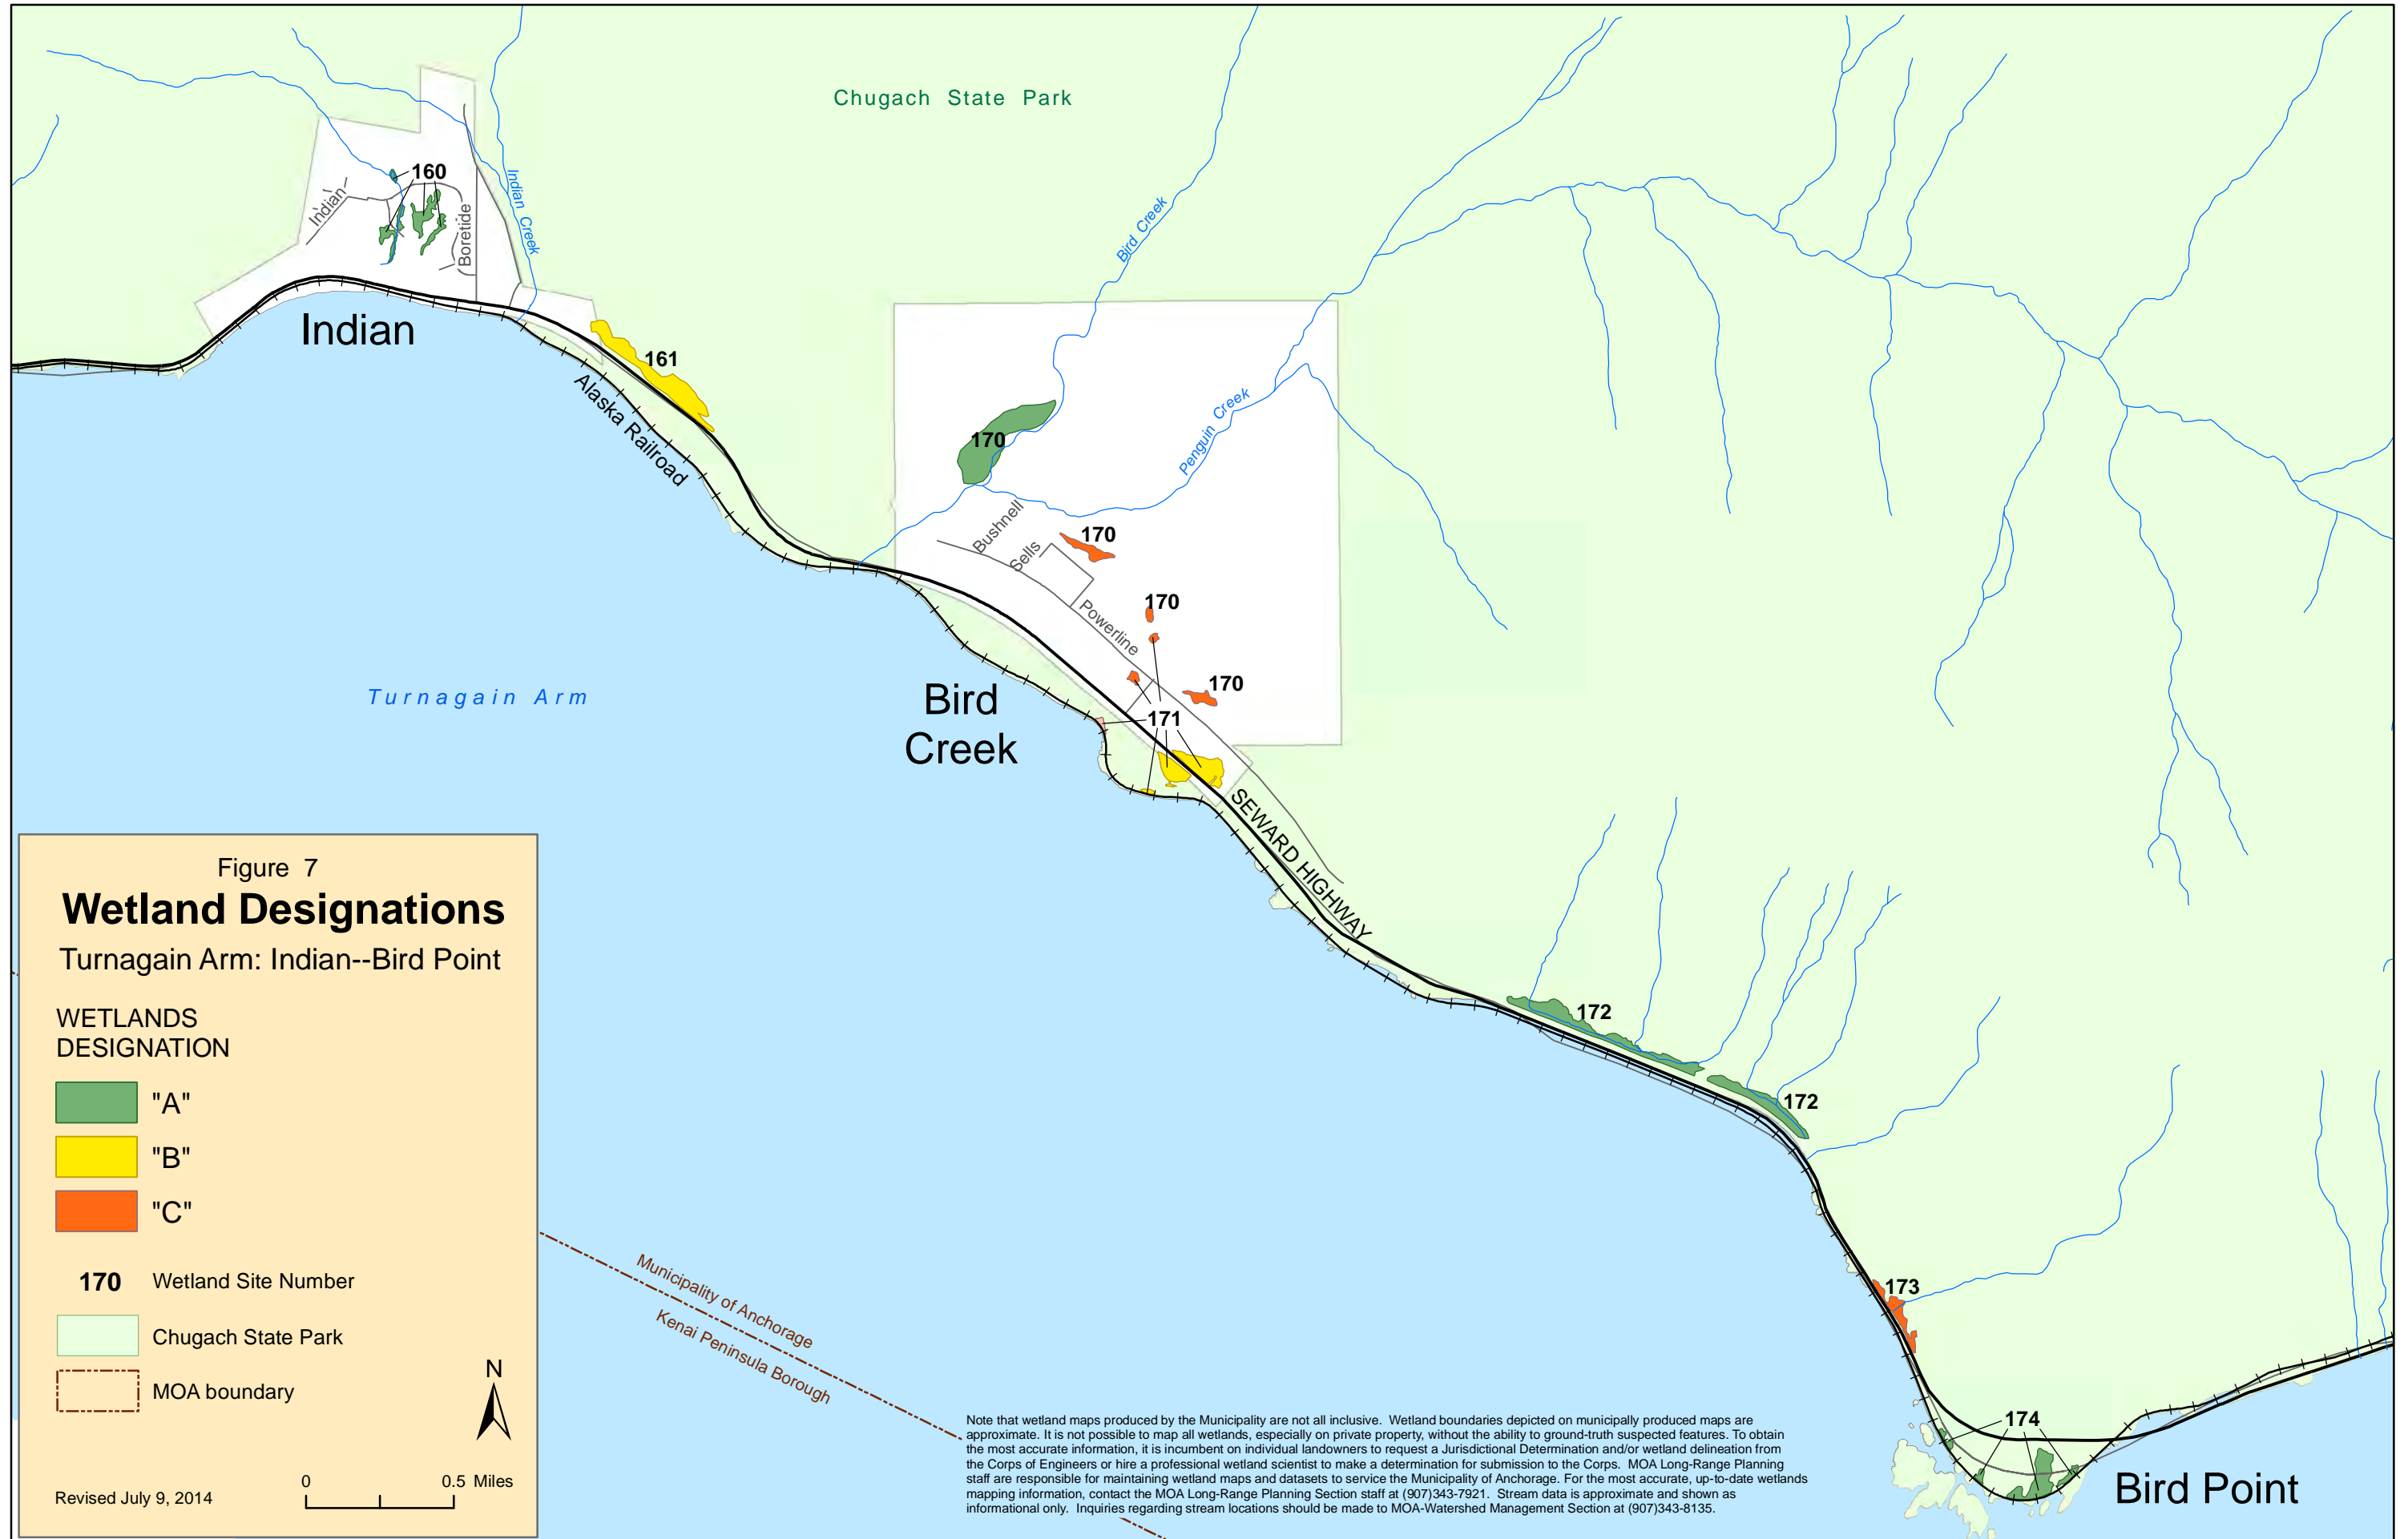 Chugach State Park
160
Indian
Boretide
Indian Creek
Indian
161
Alaska Railroad
Bird Creek
Penguin Creek
170
Bushnell
Sells
170
Powerline
170
170
171
Turnagain Arm
Bird
Creek
SEWARD HIGHWAY
172
172
173
174
Bird Point
Municipality of Anchorage
Kenai Peninsula Borough
Figure 7
Wetland Designations
Turnagain Arm: Indian--Bird Point
WETLANDS
DESIGNATION
"A"
"B"
"C"
170 Wetland Site Number
Chugach State Park
MOA boundary
N
0 0.5 Miles
Revised July 9, 2014
Note that wetland maps produced by the Municipality are not all inclusive. Wetland boundaries depicted on municipally produced maps are
approximate. It is not possible to map all wetlands, especially on private property, without the ability to ground-truth suspected features. To obtain
the most accurate information, it is incumbent on individual landowners to request a Jurisdictional Determination and/or wetland delineation from
the Corps of Engineers or hire a professional wetland scientist to make a determination for submission to the Corps. MOA Long-Range Planning
staff are responsible for maintaining wetland maps and datasets to service the Municipality of Anchorage. For the most accurate, up-to-date wetlands
mapping information, contact the MOA Long-Range Planning Section staff at (907)343-7921. Stream data is approximate and shown as
informational only. Inquiries regarding stream locations should be made to MOA-Watershed Management Section at (907)343-8135.